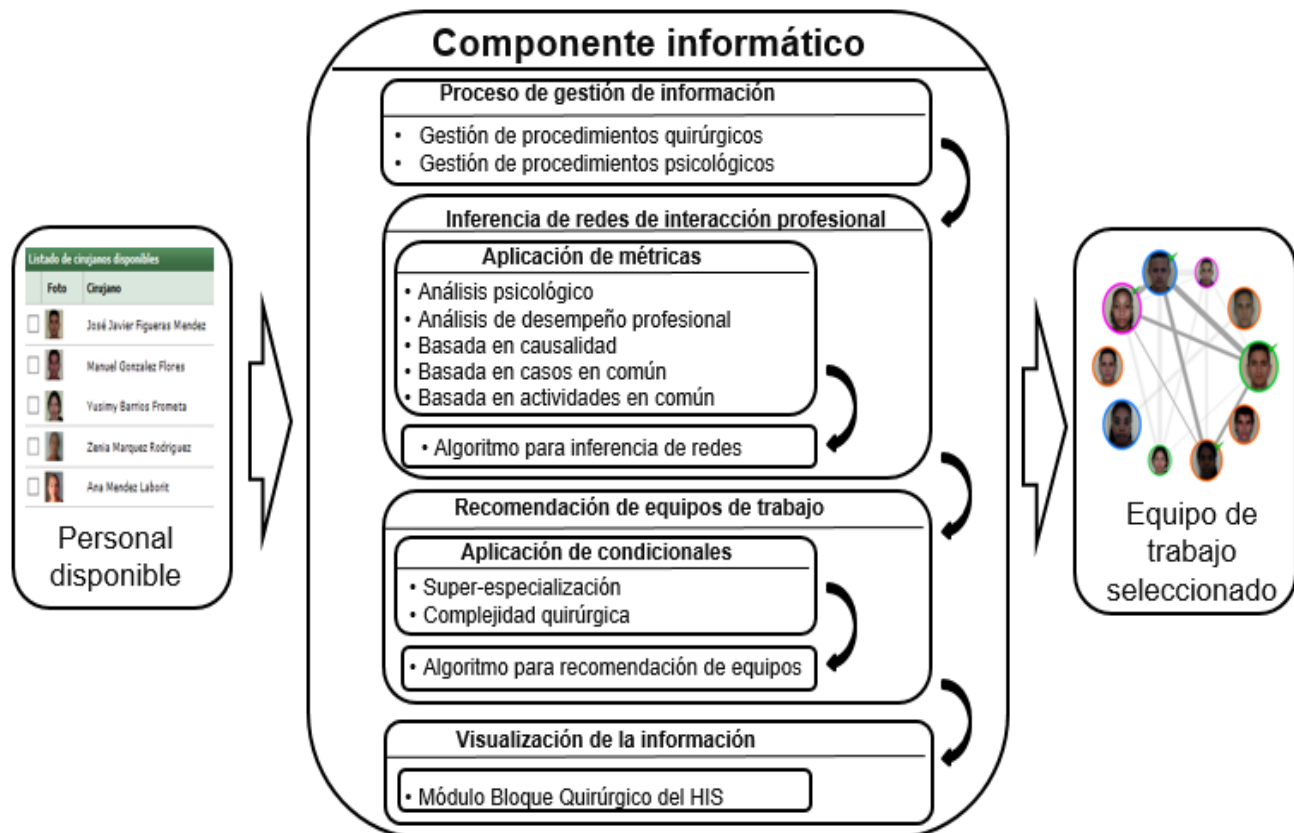 Componente informático
Proceso de gestión de información
• Gestión de procedimientos quirúrgicos
• Gestión de procedimientos psicológicos
Inferencia de redes de interacción profesional
Aplicación de métricas
• Análisis psicológico
• Análisis de desempeño profesional
• Basada en causalidad
• Basada en casos en común
• Basada en actividades en común
• Algoritmo para inferencia de redes
Recomendación de equipos de trabajo
Aplicación de condicionales
• Super-especialización
• Complejidad quirúrgica
• Algoritmo para recomendación de equipos
Visualización de la información
• Módulo Bloque Quirúrgico del HIS
Listado de cirujanos disponibles
Foto Cirujano
José Javier Figueras Mendez
Manuel Gonzalez Flores
Yusimy Barrios Frometa
Zenia Marquez Rodriguez
Ana Mendez Laborit
Personal
disponible
Equipo de
trabajo
seleccionado